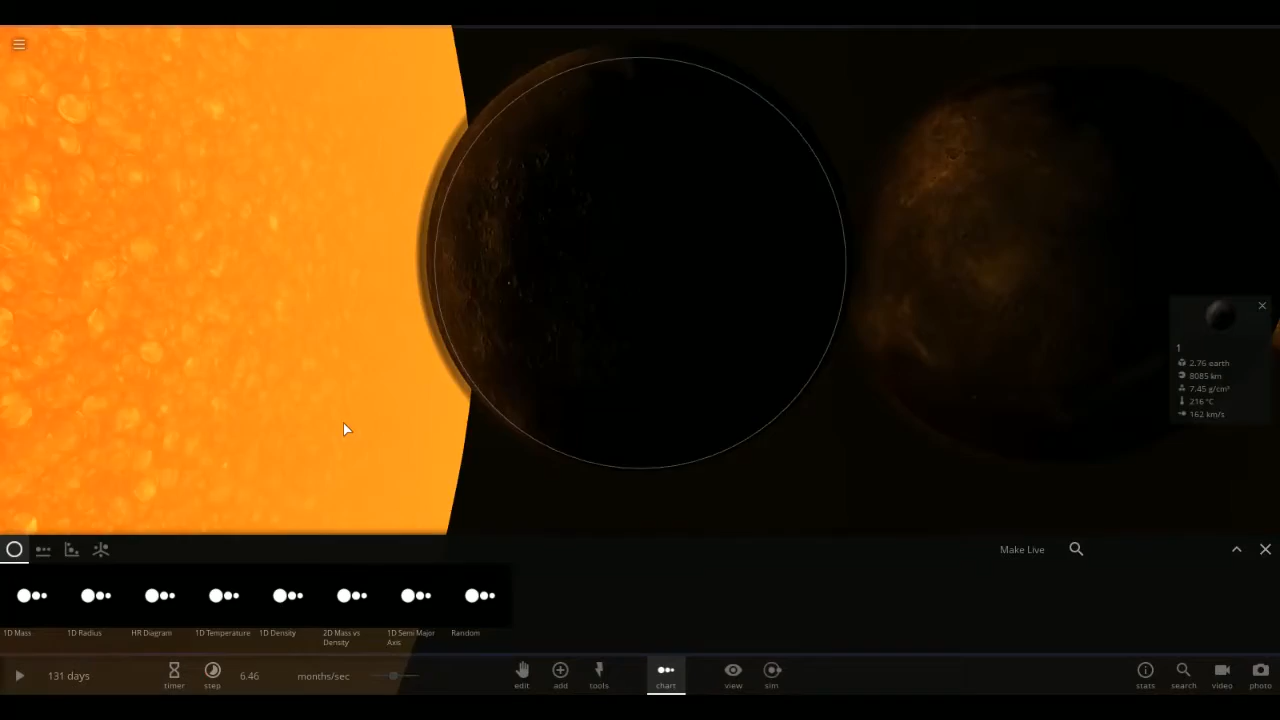 1
2.76 earth
8085 km
7.45 g/cm³
216 °C
162 km/s
Make Live
1D Mass
1D Radius
HR Diagram
1D Temperature
1D Density
2D Mass vs
Density
1D Semi Major
Axis
Random
131 days
timer
step
6.46
months/sec
edit
add
tools
chart
view
sim
stats
search
video
photo